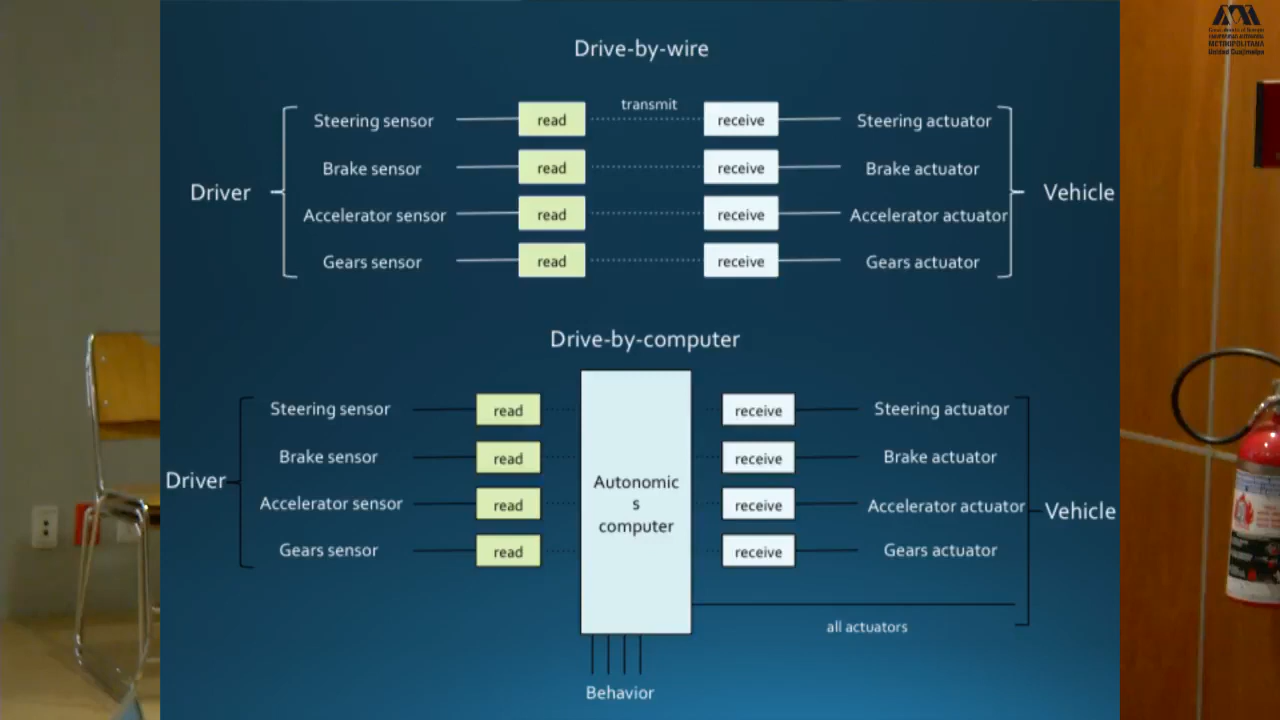 METROPOLITANA
Drive-by-wire
transmit
Steering sensor read receive Steering actuator
Brake sensor read receive Brake actuator
Driver Vehicle
Accelerator sensor read receive Accelerator actuator
Gears sensor read receive Gears actuator
Drive-by-computer
Steering sensor read receive Steering actuator
Brake sensor read receive Brake actuator
Driver Autonomic
s
Accelerator sensor read receive Accelerator actuator
Vehicle
computer
Gears sensor read receive Gears actuator
all actuators
Behavior